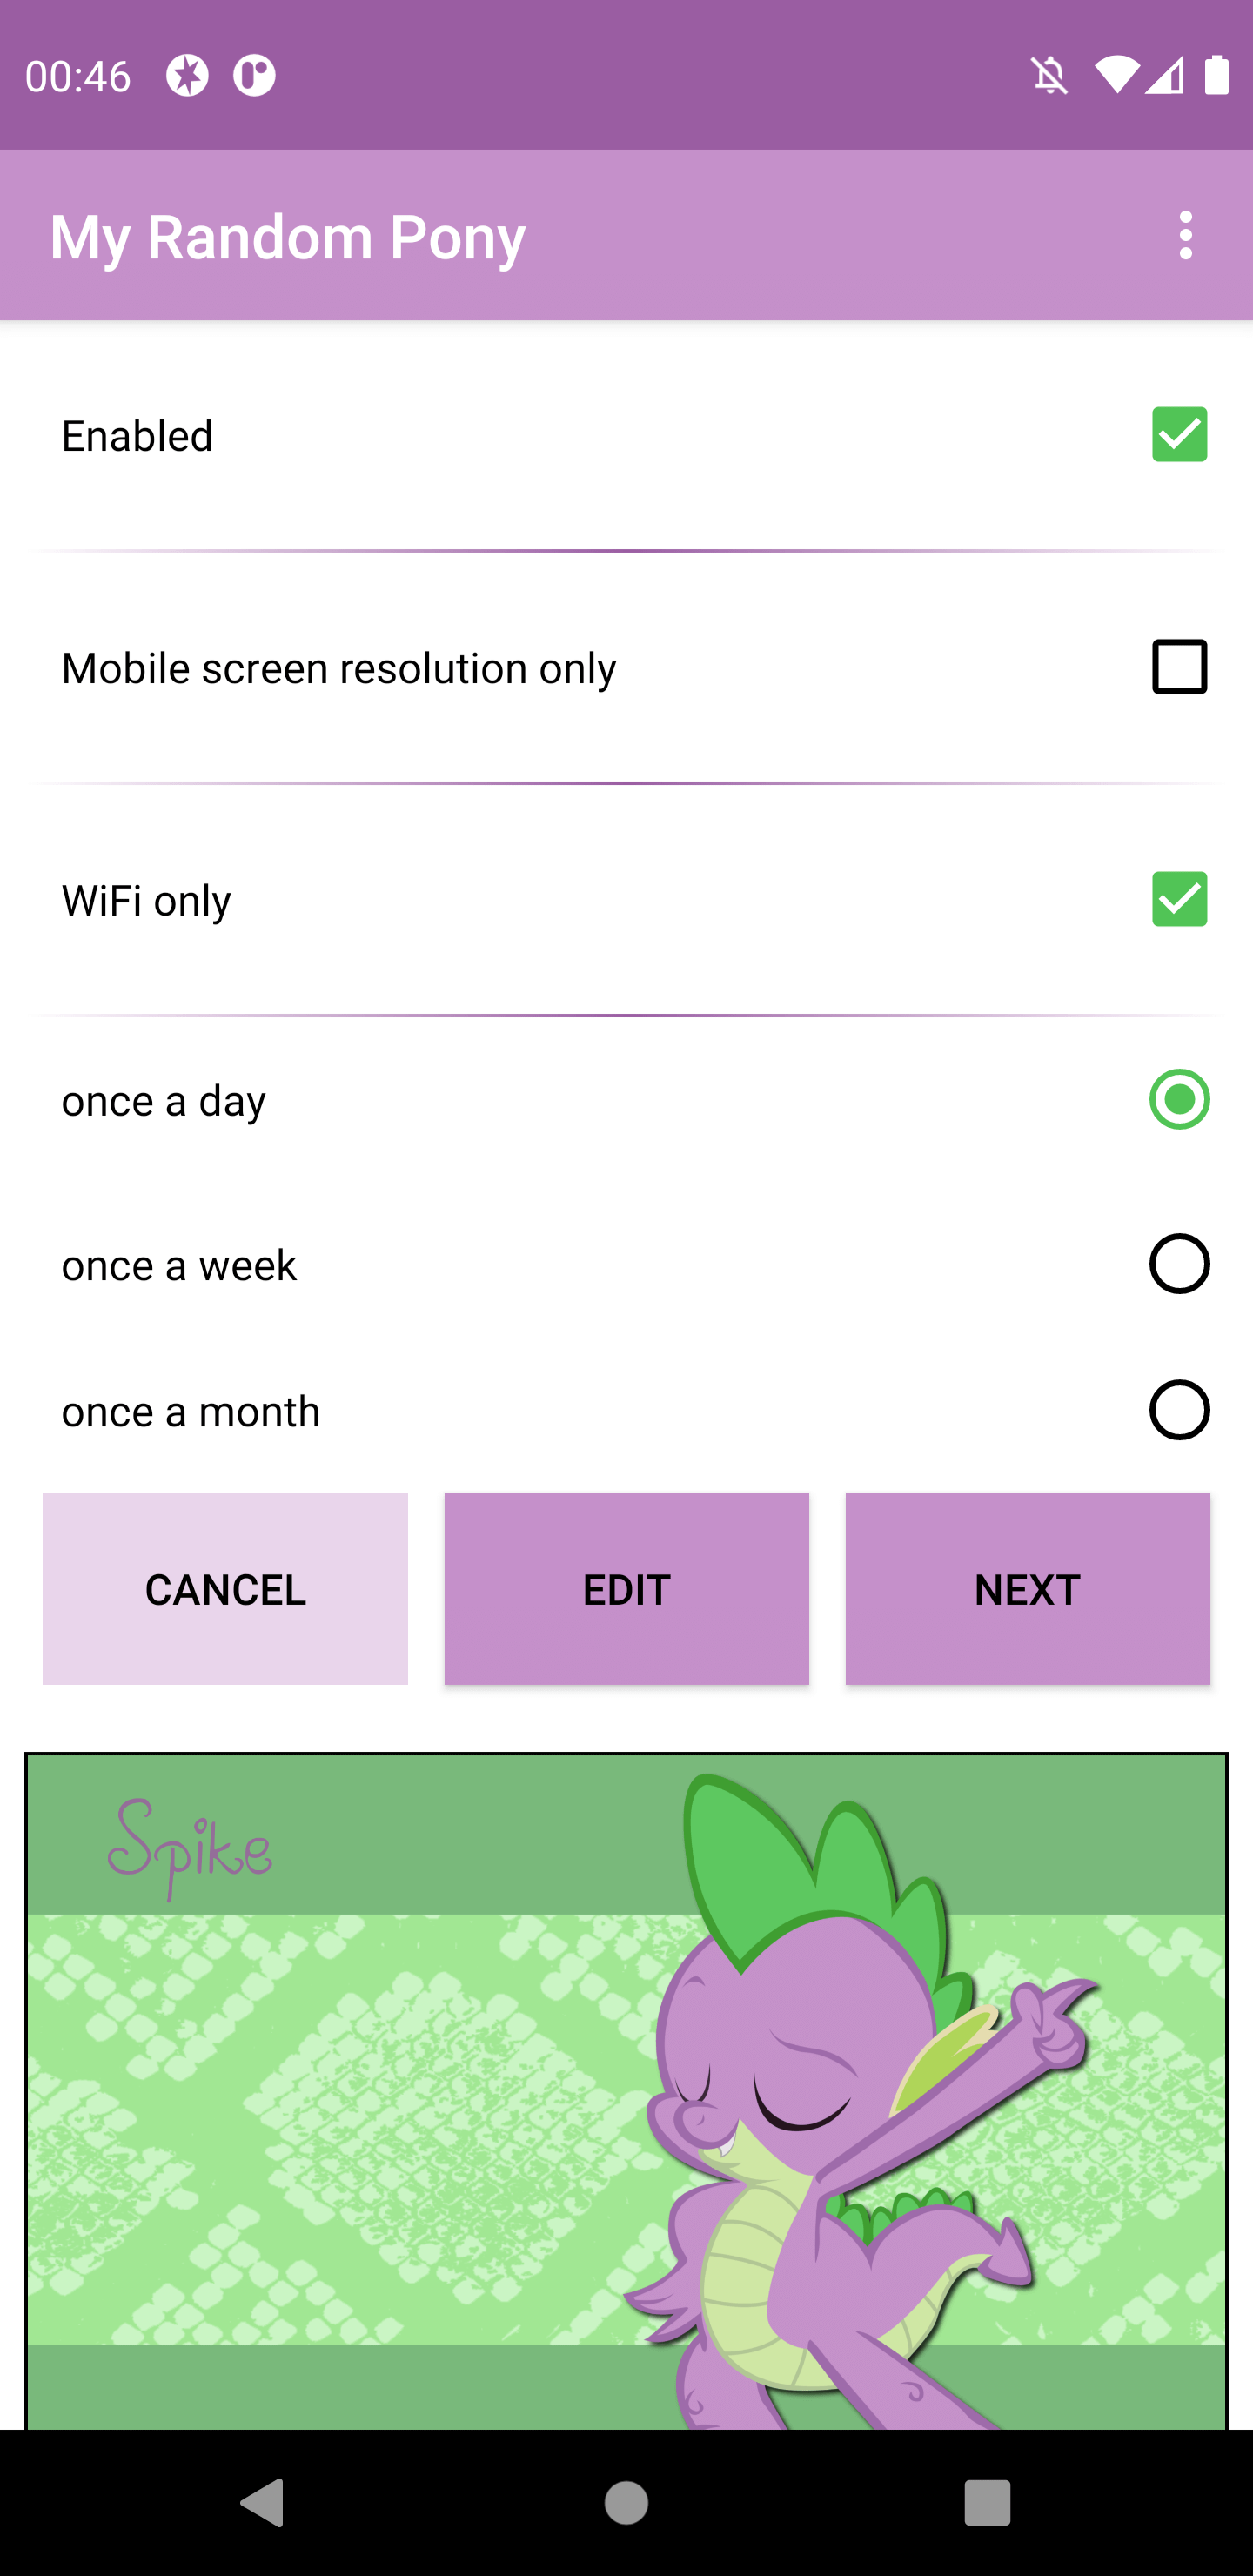 00:46
My Random Pony
Enabled
Mobile screen resolution only
WiFi only
once a day
once a week
once a month
CANCEL
EDIT
NEXT
Spike